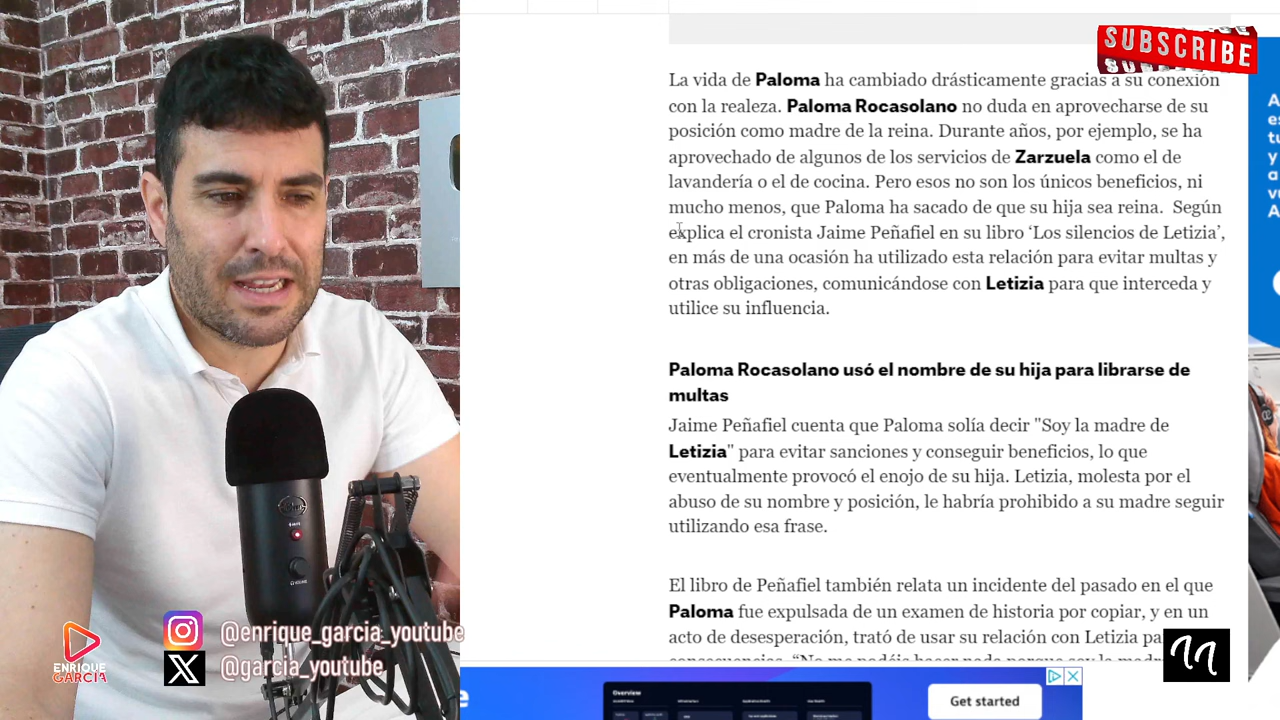 SUBSCRIBE
La vida de Paloma ha cambiado drásticamente gracias a su conexión
con la realeza. Paloma Rocasolano no duda en aprovecharse de su
posición como madre de la reina. Durante años, por ejemplo, se ha
aprovechado de algunos de los servicios de Zarzuela como el de
lavandería o el de cocina. Pero esos no son los únicos beneficios, ni
mucho menos, que Paloma ha sacado de que su hija sea reina. Según
explica el cronista Jaime Peñafiel en su libro ‘Los silencios de Letizia’,
en más de una ocasión ha utilizado esta relación para evitar multas y
otras obligaciones, comunicándose con Letizia para que interceda y
utilice su influencia.
Paloma Rocasolano usó el nombre de su hija para librarse de
multas
Jaime Peñafiel cuenta que Paloma solía decir "Soy la madre de
Letizia" para evitar sanciones y conseguir beneficios, lo que
eventualmente provocó el enojo de su hija. Letizia, molesta por el
abuso de su nombre y posición, le habría prohibido a su madre seguir
utilizando esa frase.
El libro de Peñafiel también relata un incidente del pasado en el que
Paloma fue expulsada de un examen de historia por copiar, y en un
acto de desesperación, trató de usar su relación con Letizia
@enrique_garcia_youtube
@garcia_youtube
ENRIQUE
GARCIA
Overview
Get started